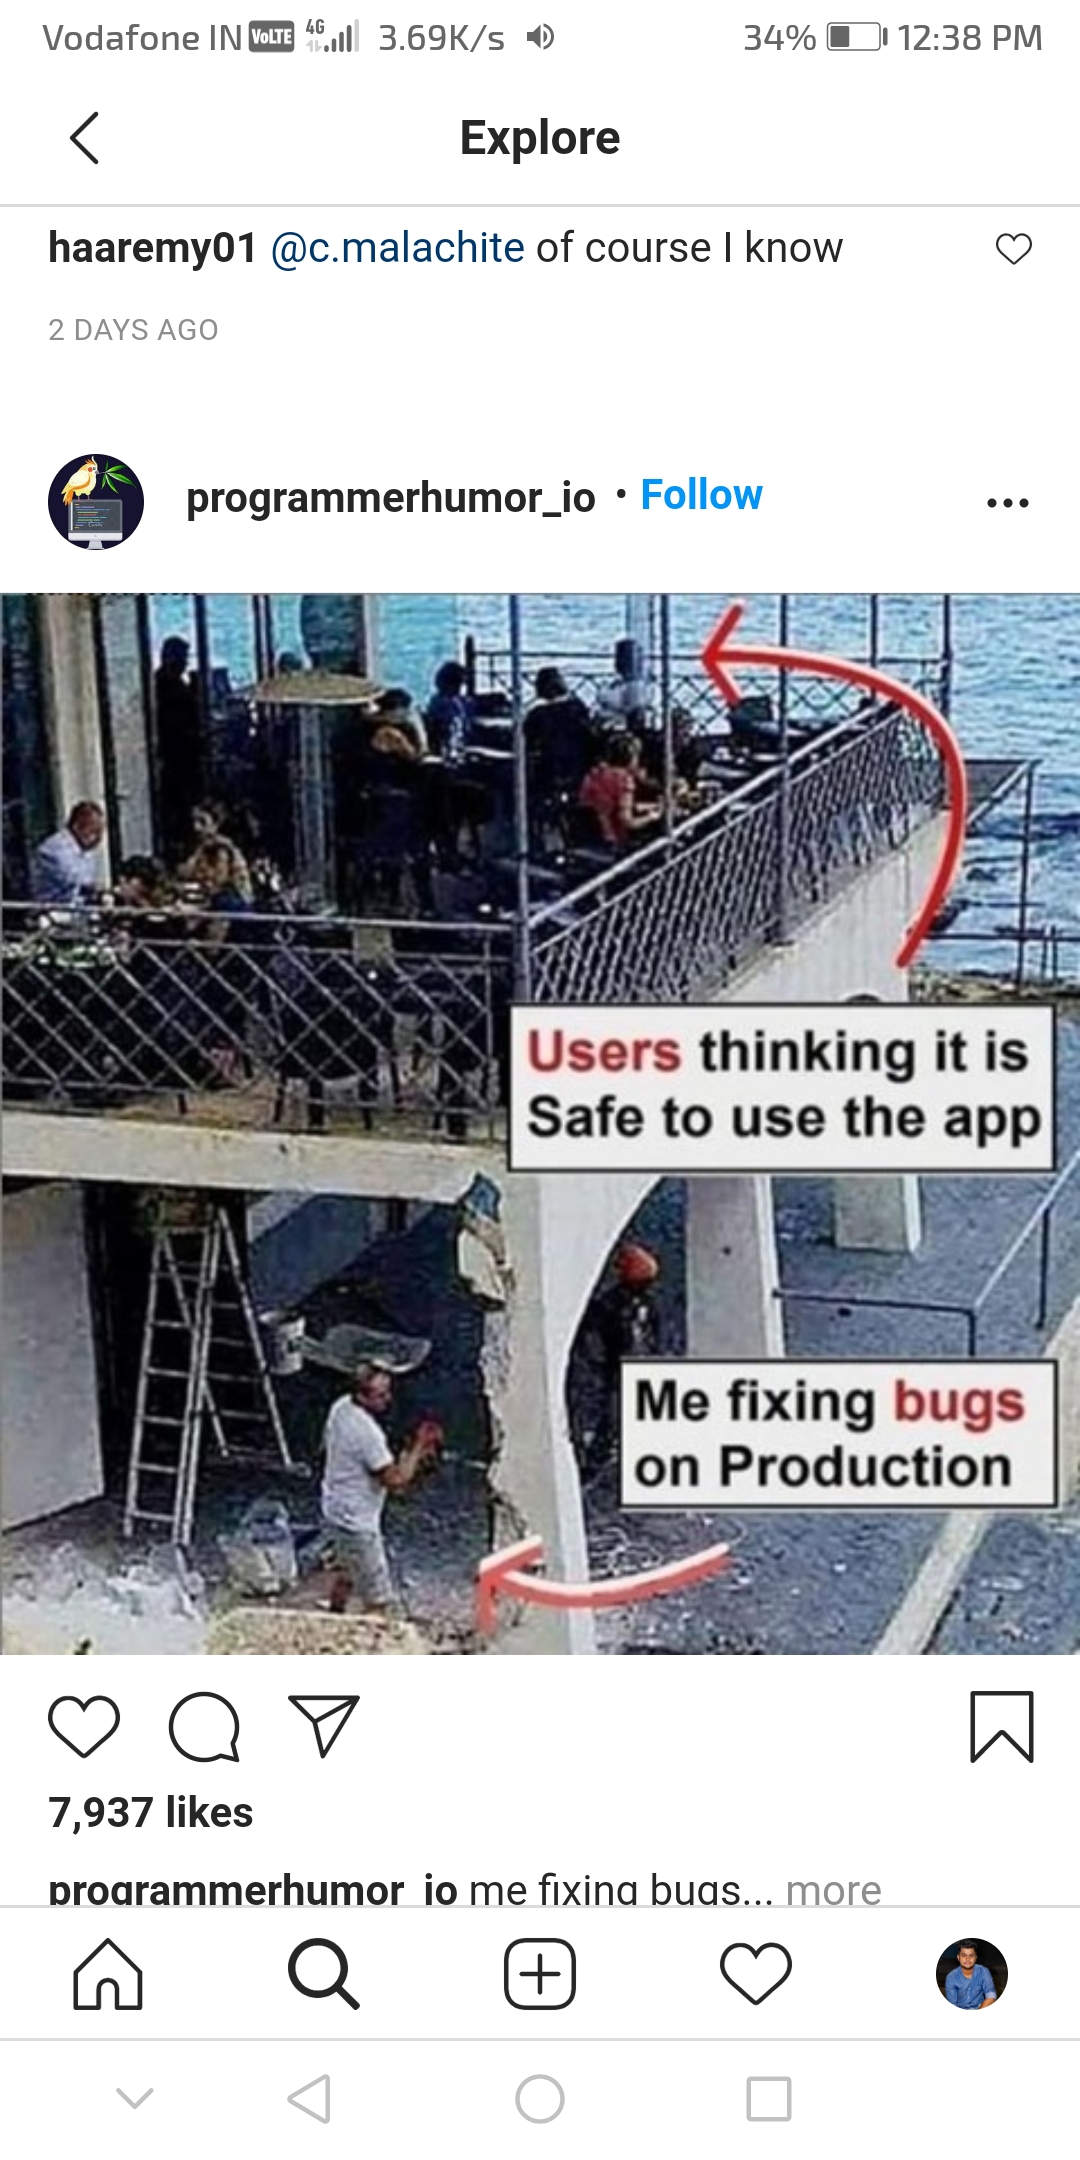 Vodafone IN VoLTE 4G 3.69K/s 34% 12:38 PM
Explore
haaremy01 @c.malachite of course I know
2 DAYS AGO
programmerhumor_io • Follow
Users thinking it is
Safe to use the app
Me fixing bugs
on Production
7,937 likes
programmerhumor_io me fixing bugs... more